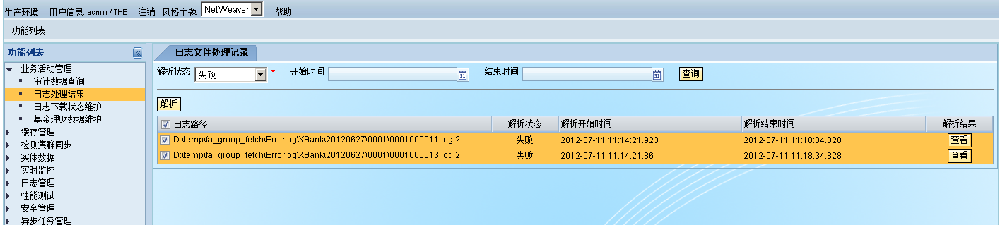 生产环境 用户信息: admin / THE 注销 风格主题: NetWeaver 帮助
功能列表
功能列表
业务活动管理
审计数据查询
日志处理结果
日志下载状态维护
基金理财数据维护
缓存管理
检测集群同步
实体数据
实时监控
日志管理
性能测试
安全管理
异步任务管理
日志文件处理记录
解析状态 失败 * 开始时间 31 结束时间 31 查询
解析
日志路径 解析状态 解析开始时间 解析结束时间 解析结果
D:\temp\fa_group_fetch\Errorlog\XBank\20120627\0001\0001000011.log.2 失败 2012-07-11 11:14:21.923 2012-07-11 11:18:34.828 查看
D:\temp\fa_group_fetch\Errorlog\XBank\20120627\0001\0001000013.log.2 失败 2012-07-11 11:14:21.86 2012-07-11 11:18:34.828 查看